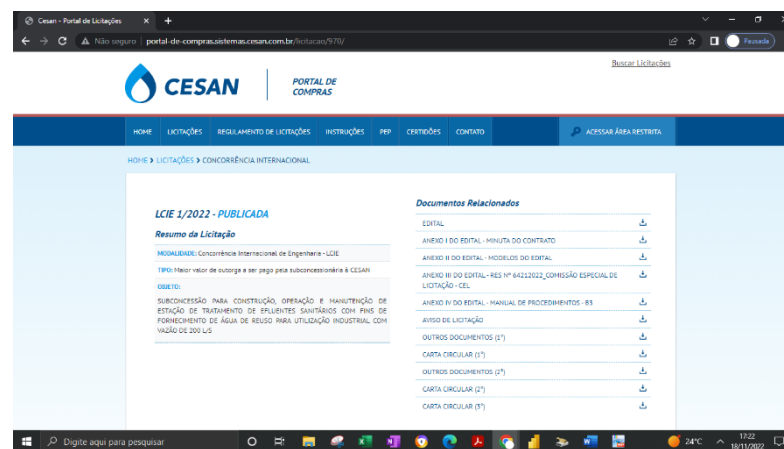 Cesan - Portal de Licitações
Não seguro
portal-de-compras.sistemas.cesan.com.br/licitacao/970/
Pausada
Buscar Licitações
CESAN
PORTAL DE
COMPRAS
HOME LICITAÇÕES REGULAMENTO DE LICITAÇÕES INSTRUÇÕES PEP CERTIDÕES CONTATO ACESSAR ÁREA RESTRITA
HOME > LICITAÇÕES > CONCORRÊNCIA INTERNACIONAL
LCIE 1/2022 - PUBLICADA
Resumo da Licitação
MODALIDADE: Concorrência Internacional de Engenharia - LCIE
TIPO: Maior valor de outorga a ser pago pela subconcessionária à CESAN
OBJETO:
SUBCONCESSÃO PARA CONSTRUÇÃO, OPERAÇÃO E MANUTENÇÃO DE
ESTAÇÃO DE TRATAMENTO DE EFLUENTES SANITÁRIOS COM FINS DE
FORNECIMENTO DE ÁGUA DE REUSO PARA UTILIZAÇÃO INDUSTRIAL COM
VAZÃO DE 200 L/S
Documentos Relacionados
EDITAL
ANEXO I DO EDITAL - MINUTA DO CONTRATO
ANEXO II DO EDITAL - MODELOS DO EDITAL
ANEXO III DO EDITAL - RES Nº 64212022_COMISSÃO ESPECIAL DE
LICITAÇÃO - CEL
ANEXO IV DO EDITAL - MANUAL DE PROCEDIMENTOS - B3
AVISO DE LICITAÇÃO
OUTROS DOCUMENTOS (1º)
CARTA CIRCULAR (1º)
OUTROS DOCUMENTOS (2º)
CARTA CIRCULAR (2º)
CARTA CIRCULAR (3º)
Digite aqui para pesquisar
24°C
17:22
18/11/2022